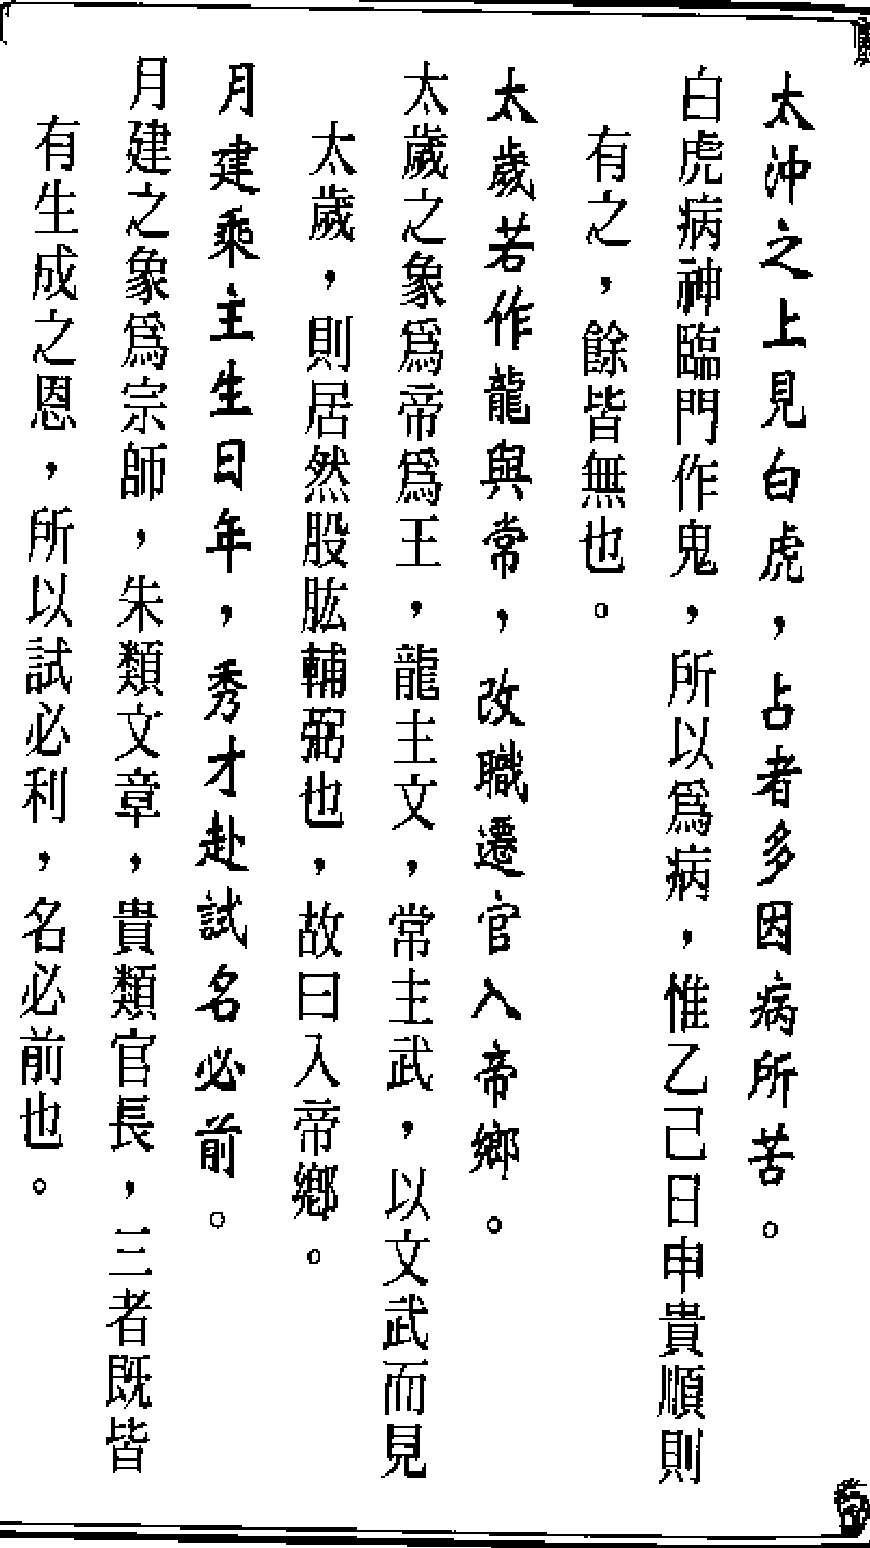 太沖之上見白虎，占者多因病所苦。
白虎病神臨門作鬼，所以爲病，惟乙己日申貴順則
有之，餘皆無也。
太歲若作龍與常，改職遷官入帝鄉。
太歲之象爲帝爲王，龍主文，常主武，以文武而見
太歲，則居然股肱輔弼也，故曰入帝鄉。
月建乘主生日年，秀才赴試名必前。
月建之象爲宗師，朱類文章，貴類官長，三者既皆
有生成之恩，所以試必利，名必前也。